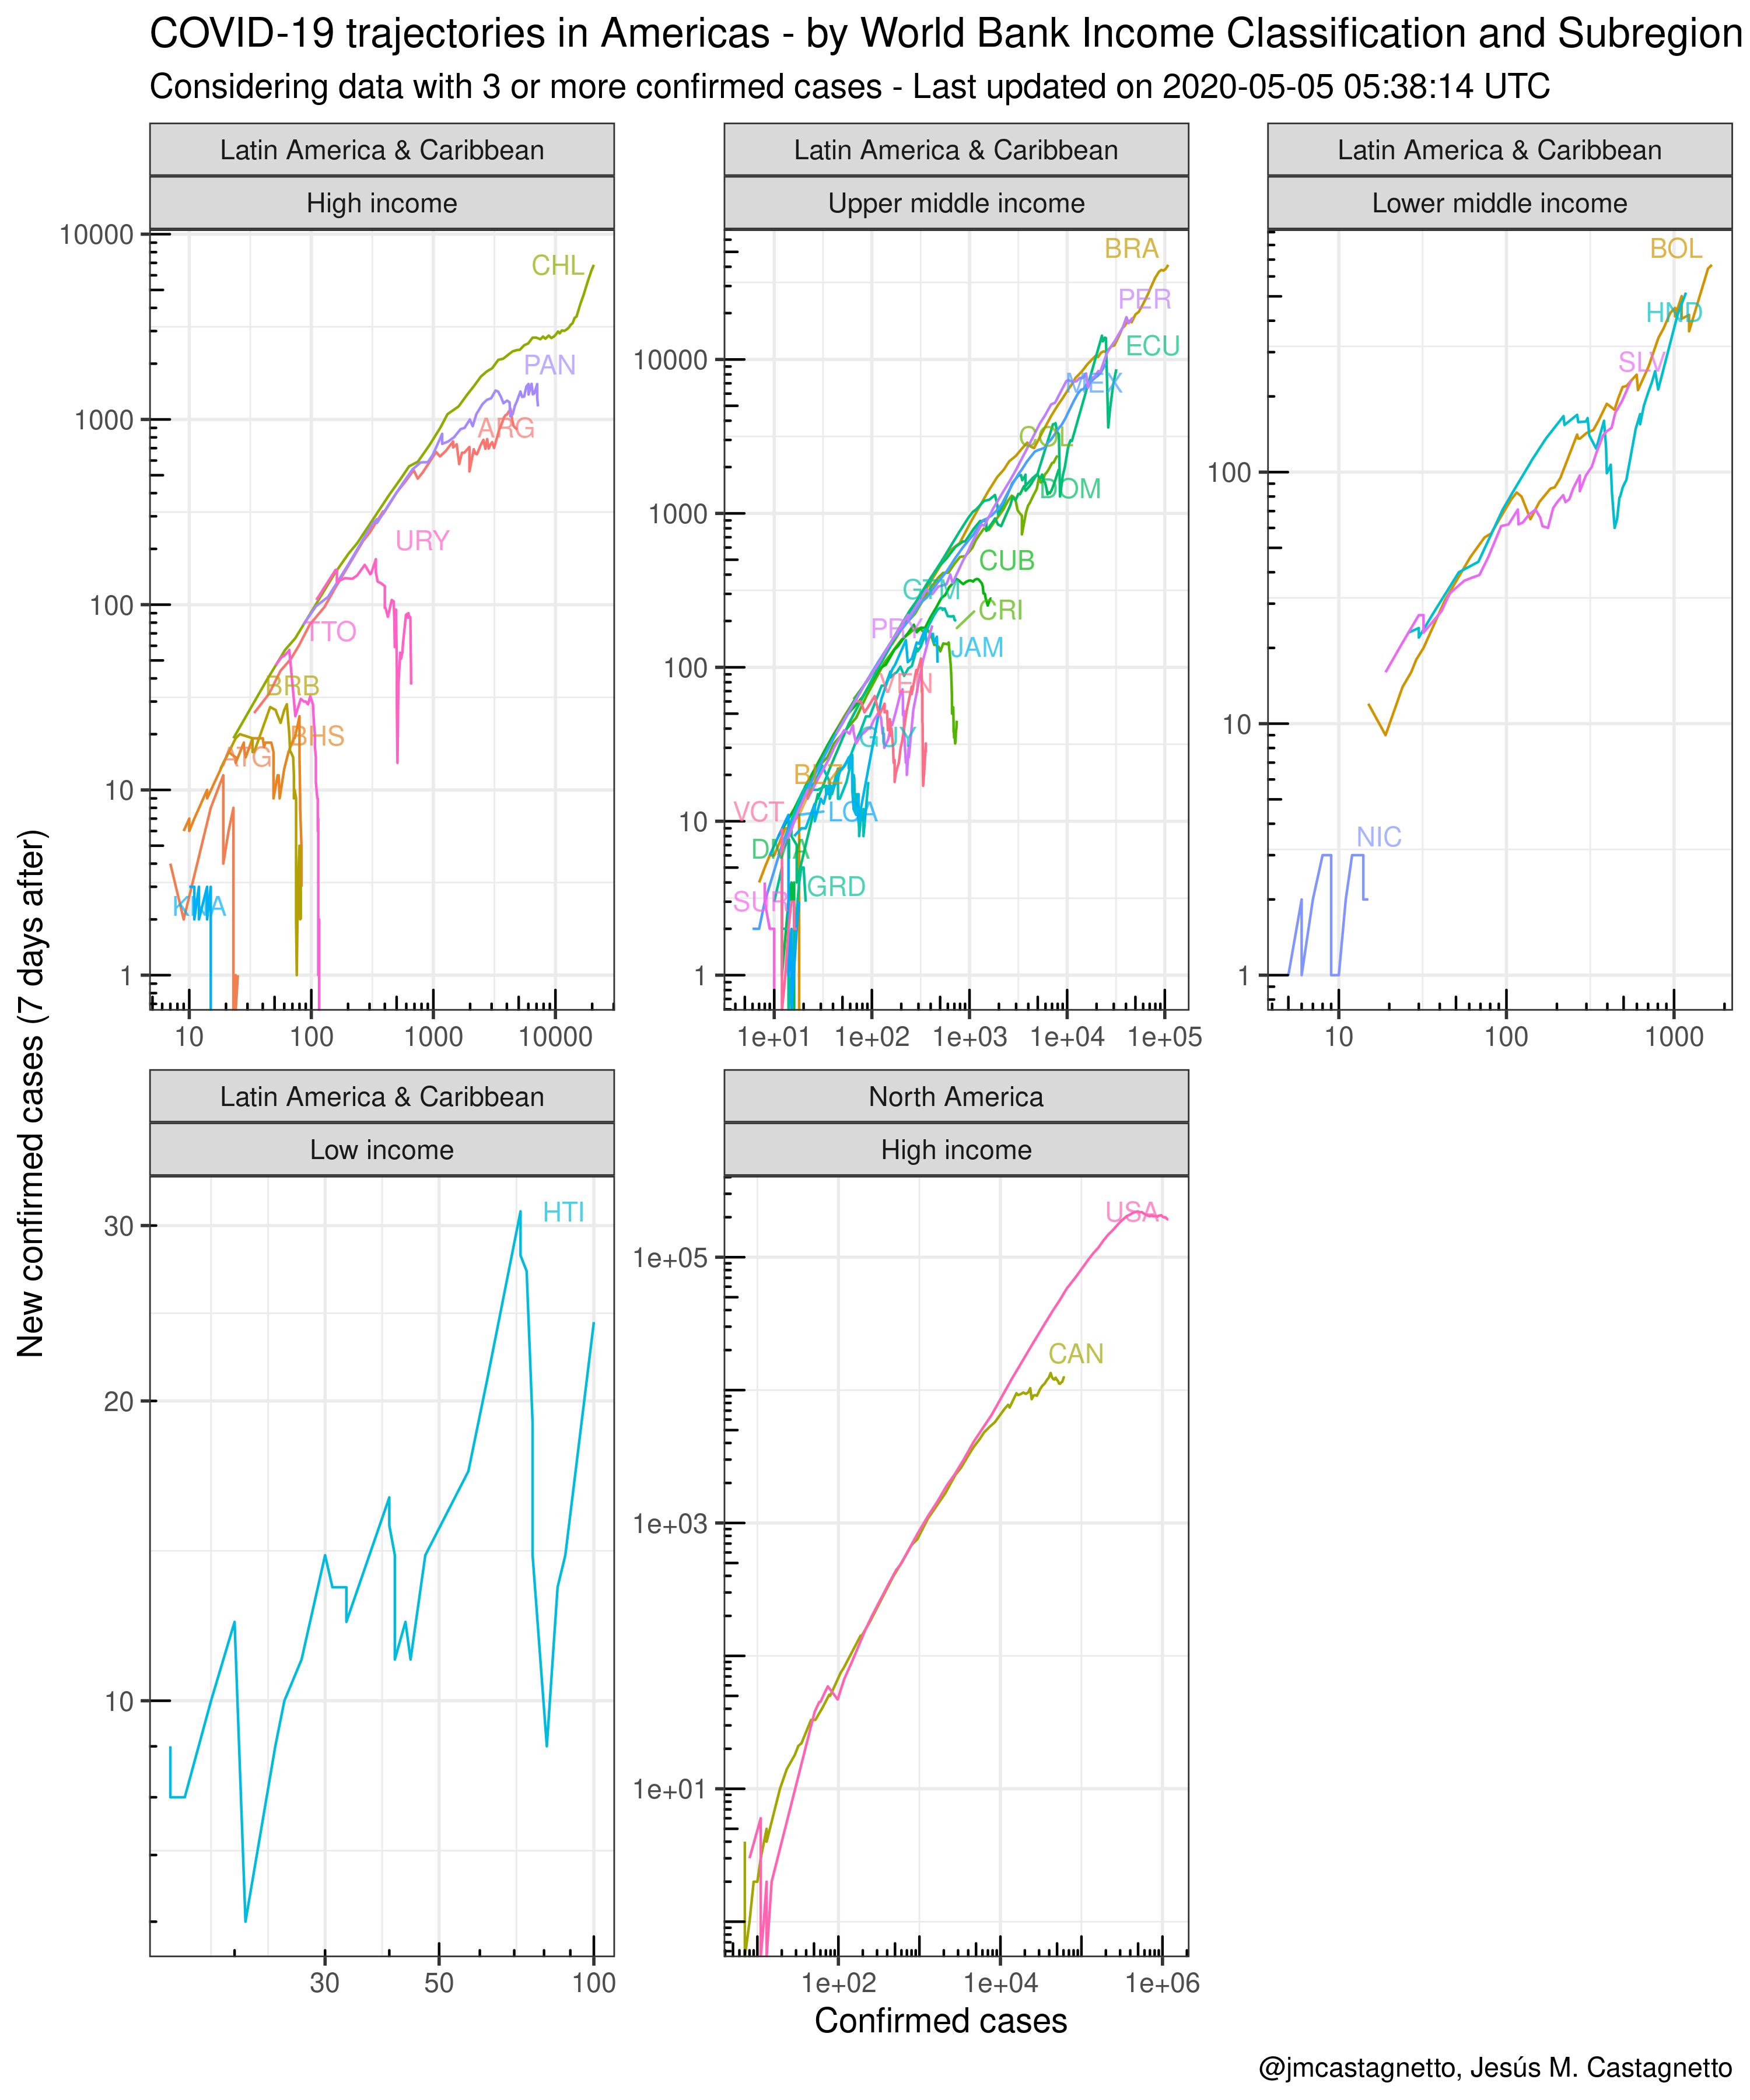 COVID-19 trajectories in Americas - by World Bank Income Classification and Subregion
Considering data with 3 or more confirmed cases - Last updated on 2020-05-05 05:38:14 UTC
New confirmed cases (7 days after)
Latin America & Caribbean
High income
10000
1000
100
10
1
CHL
PAN
ARG
URY
TTO
BRB
BHS
ATG
KNA
10 100 1000 10000
Latin America & Caribbean
Upper middle income
10000
1000
100
10
1
BRA
PER
ECU
MEX
COL
DOM
CUB
GTM
CRI
PRY
JAM
VEN
GUY
BLZ
VCT
LCA
DMA
GRD
SUR
1e+01 1e+02 1e+03 1e+04 1e+05
Latin America & Caribbean
Lower middle income
100
10
1
BOL
HND
SLV
NIC
10 100 1000
Latin America & Caribbean
Low income
30
20
10
HTI
30 50 100
North America
High income
1e+05
1e+03
1e+01
USA
CAN
1e+02 1e+04 1e+06
Confirmed cases
@jmcastagnetto, Jesús M. Castagnetto